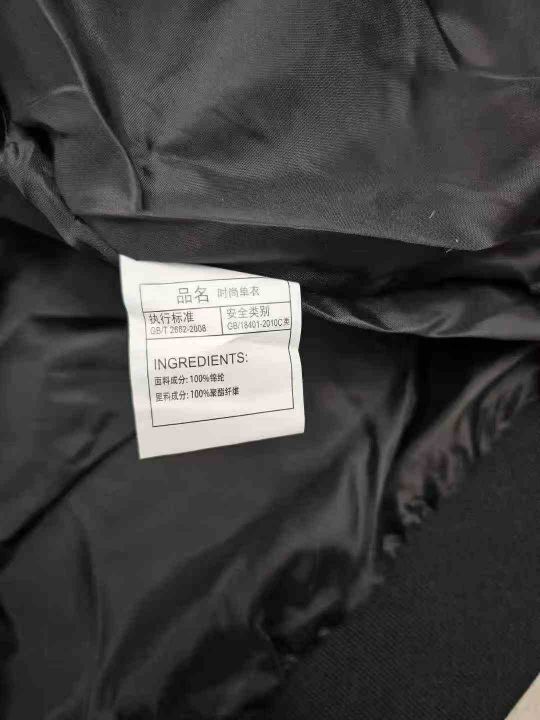 品名 时尚单衣
执行标准 安全类别
GB/T 2662-2008 GB/18401-2010C类
INGREDIENTS:
面料成分:100%锦纶
里料成分:100%聚酯纤维